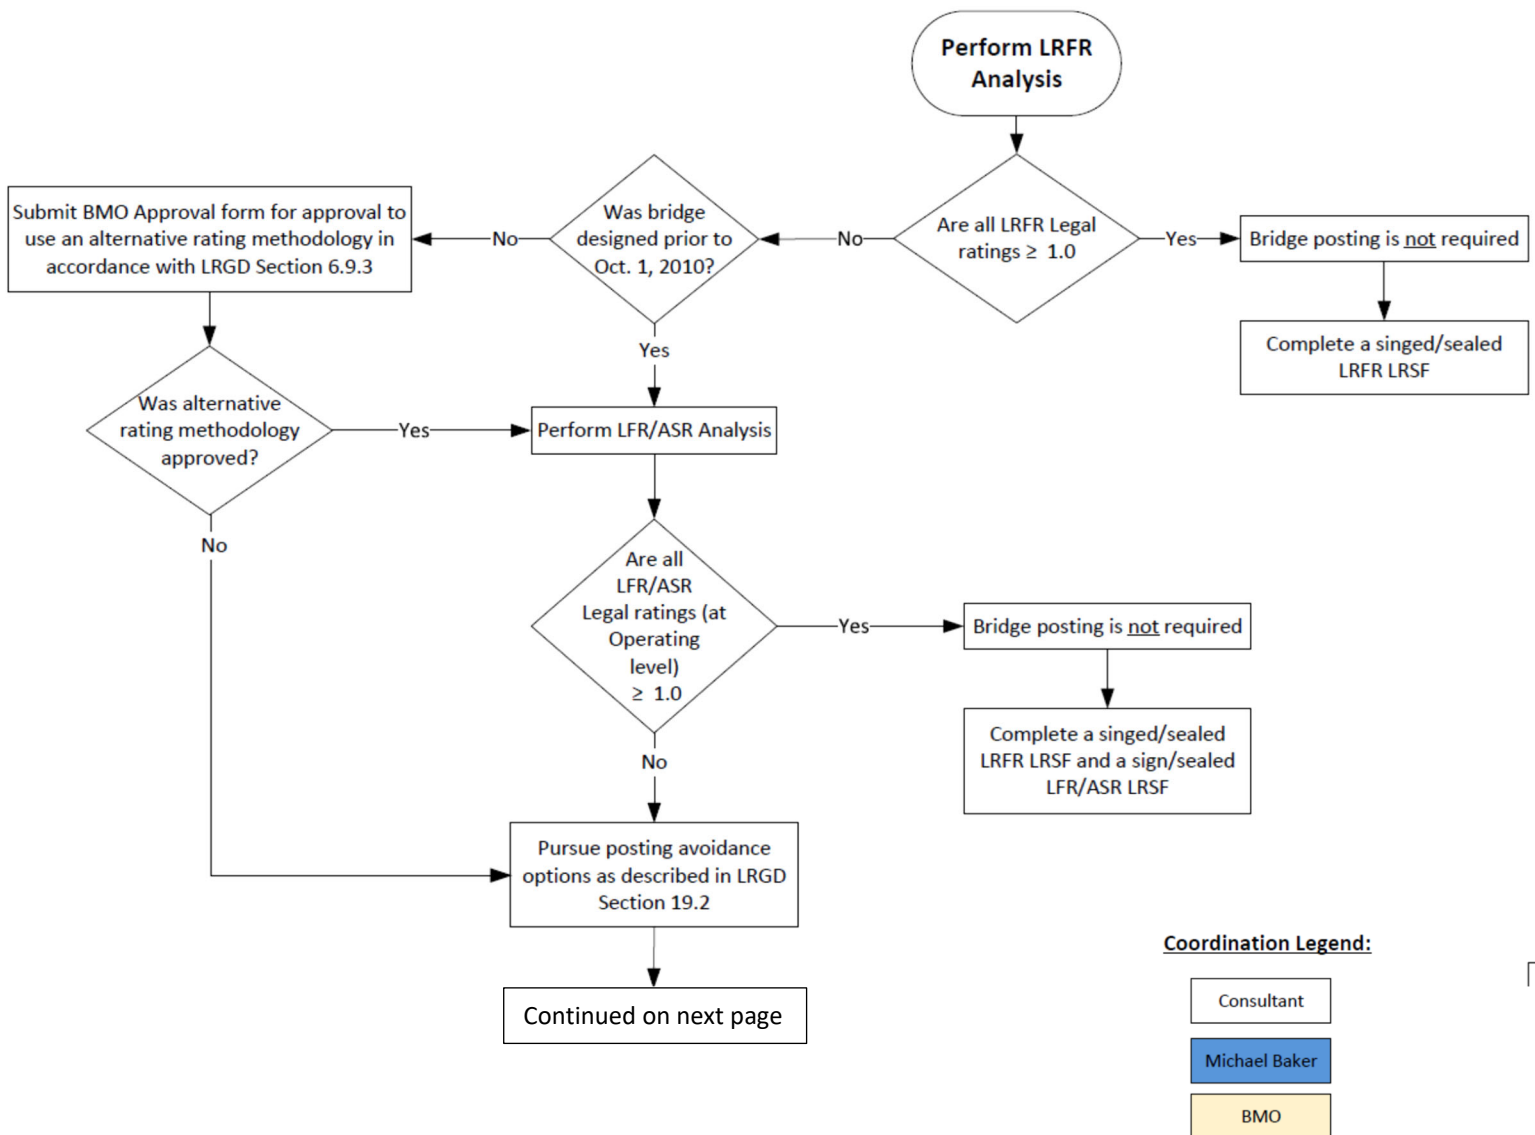 Perform LRFR
Analysis
Are all LRFR Legal
ratings ≥ 1.0
Yes
Bridge posting is not required
Complete a singed/sealed
LRFR LRSF
No
Was bridge
designed prior to
Oct. 1, 2010?
No
Submit BMO Approval form for approval to
use an alternative rating methodology in
accordance with LRGD Section 6.9.3
Yes
Was alternative
rating methodology
approved?
Yes
Perform LFR/ASR Analysis
No
Are all
LFR/ASR
Legal ratings (at
Operating
level)
≥ 1.0
Yes
Bridge posting is not required
Complete a singed/sealed
LRFR LRSF and a sign/sealed
LFR/ASR LRSF
No
Pursue posting avoidance
options as described in LRGD
Section 19.2
Continued on next page
Coordination Legend:
Consultant
Michael Baker
BMO